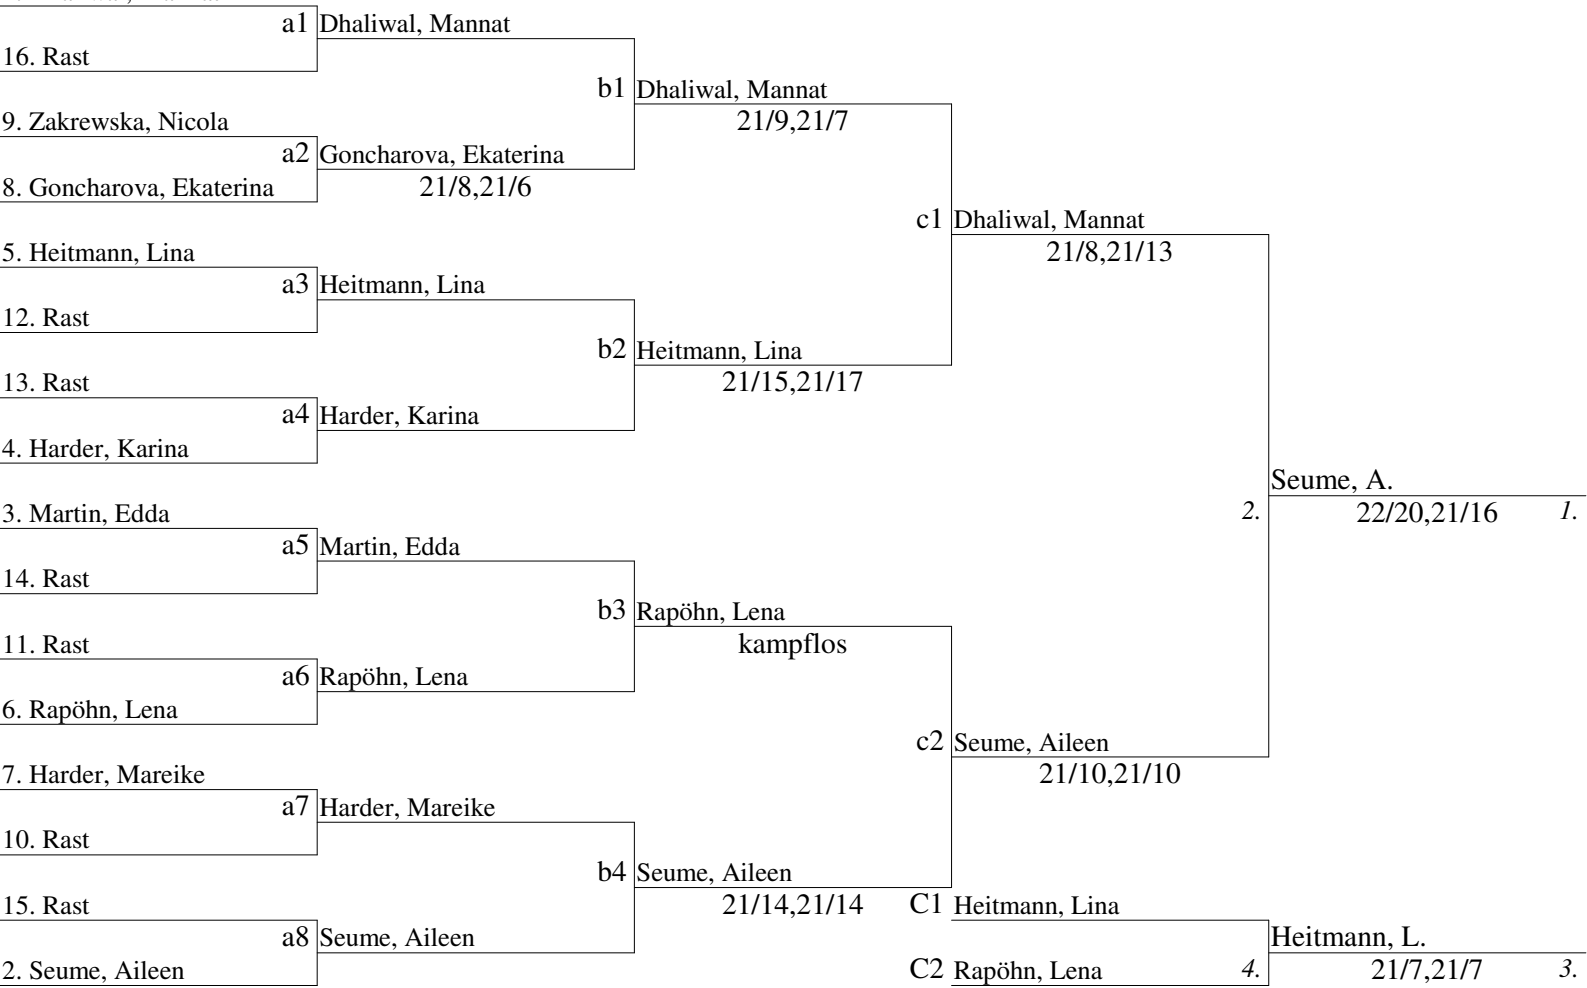 a1 Dhaliwal, Mannat
16. Rast
b1 Dhaliwal, Mannat
21/9,21/7
9. Zakrewska, Nicola
a2 Goncharova, Ekaterina
8. Goncharova, Ekaterina
21/8,21/6
c1 Dhaliwal, Mannat
21/8,21/13
5. Heitmann, Lina
a3 Heitmann, Lina
12. Rast
b2 Heitmann, Lina
21/15,21/17
13. Rast
a4 Harder, Karina
4. Harder, Karina
Seume, A.
2.
22/20,21/16
1.
3. Martin, Edda
a5 Martin, Edda
14. Rast
b3 Rapöhn, Lena
kampflos
11. Rast
a6 Rapöhn, Lena
6. Rapöhn, Lena
c2 Seume, Aileen
21/10,21/10
7. Harder, Mareike
a7 Harder, Mareike
10. Rast
b4 Seume, Aileen
21/14,21/14
15. Rast
a8 Seume, Aileen
2. Seume, Aileen
C1 Heitmann, Lina
Heitmann, L.
C2 Rapöhn, Lena
4.
21/7,21/7
3.